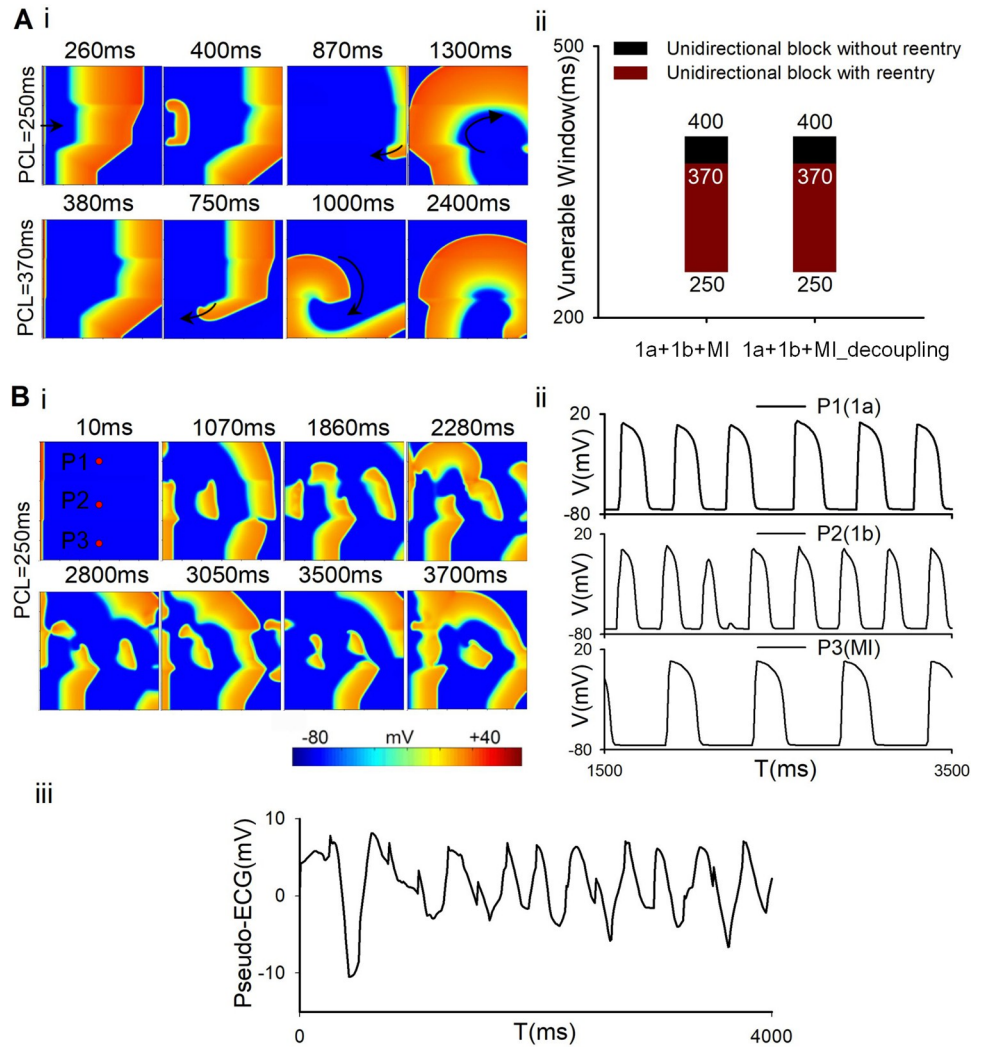 A i
260ms 400ms 870ms 1300ms
PCL=250ms
380ms 750ms 1000ms 2400ms
PCL=370ms
ii
500
Vunerable Window(ms)
200
Unidirectional block without reentry
Unidirectional block with reentry
400 400
370 370
250 250
1a+1b+MI 1a+1b+MI_decoupling
B i
10ms 1070ms 1860ms 2280ms
P1
P2
P3
PCL=250ms
2800ms 3050ms 3500ms 3700ms
-80 mV +40
ii
20
V(mV)
-80
P1(1a)
20
V(mV)
-80
P2(1b)
20
V(mV)
-80
P3(MI)
1500 T(ms) 3500
iii
10
0
-10
Pseudo-ECG(mV)
0 T(ms) 4000